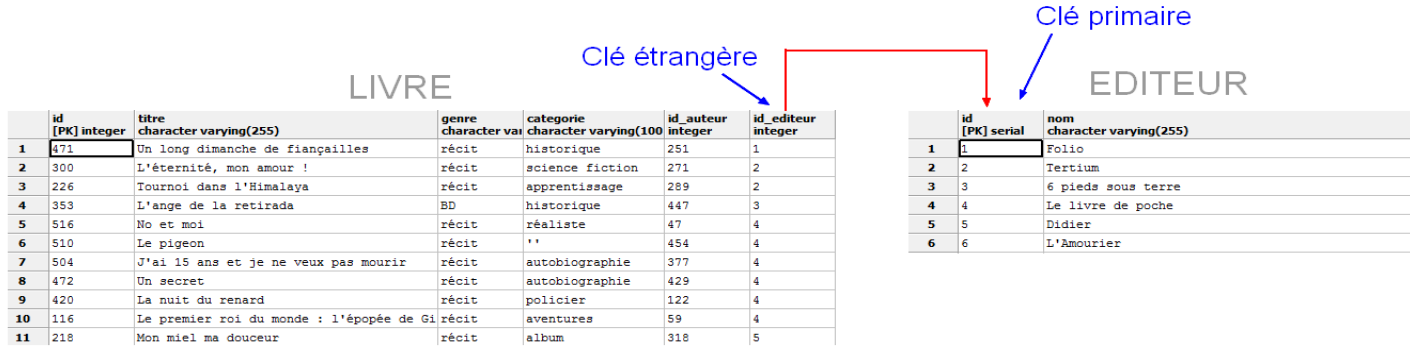 Clé primaire
Clé étrangère
LIVRE
EDITEUR
id titre genre categorie id_auteur id_editeur
[PK] integer character varying(255) character var character varying(100 integer integer
1 471 Un long dimanche de fiançailles récit historique 251 1
2 300 L'éternité, mon amour ! récit science fiction 271 2
3 226 Tournoi dans l'Himalaya récit apprentissage 289 2
4 353 L'ange de la retirada BD historique 447 3
5 516 No et moi récit réaliste 47 4
6 510 Le pigeon récit '' 454 4
7 504 J'ai 15 ans et je ne veux pas mourir récit autobiographie 377 4
8 472 Un secret récit autobiographie 429 4
9 420 La nuit du renard récit policier 122 4
10 116 Le premier roi du monde : l'épopée de Gi récit aventures 59 4
11 218 Mon miel ma douceur récit album 318 5
id nom
[PK] serial character varying(255)
1 1 Folio
2 2 Tertium
3 3 6 pieds sous terre
4 4 Le livre de poche
5 5 Didier
6 6 L'Amourier